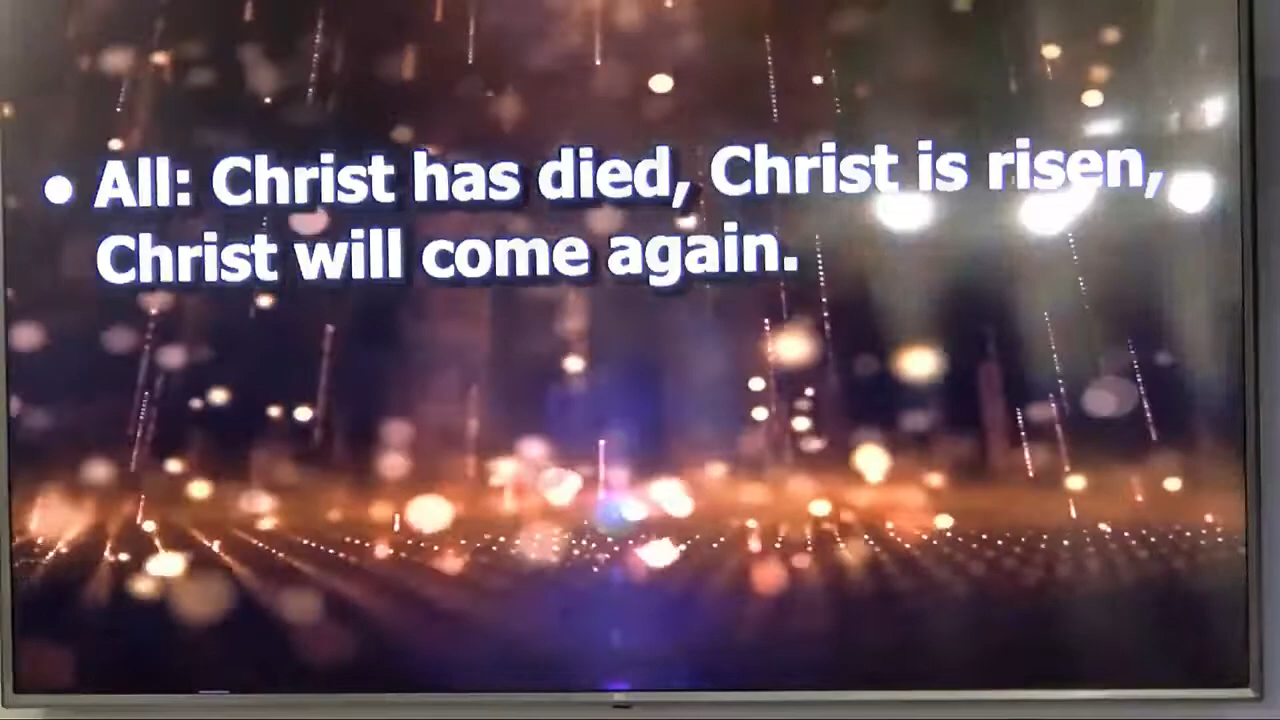 • All: Christ has died, Christ is risen,
Christ will come again.